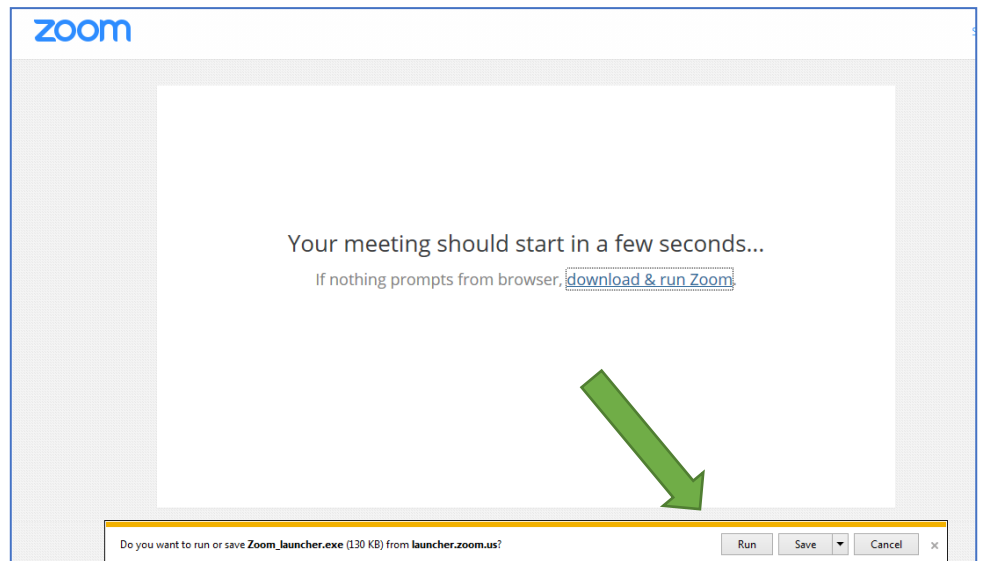 zoom
Your meeting should start in a few seconds...
If nothing prompts from browser, download & run Zoom.
Do you want to run or save Zoom_launcher.exe (130 KB) from launcher.zoom.us?
Run Save Cancel ×